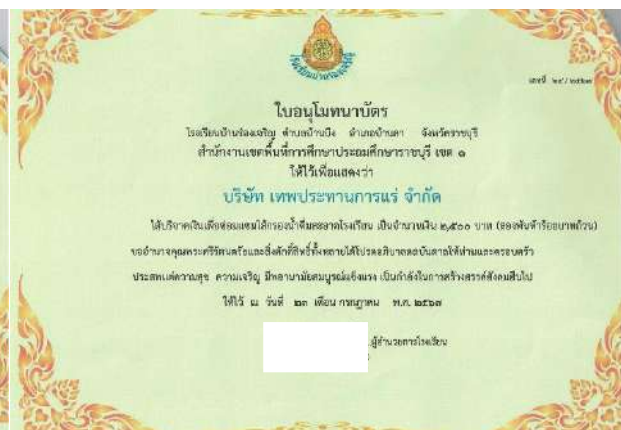 ใบอนุโมทนาบัตร
โรงเรียนบ้านร่องเจริญ ตำบลบ้านบึง อำเภอบ้านคา จังหวัดราชบุรี
สำนักงานเขตพื้นที่การศึกษาประถมศึกษาราชบุรี เขต ๑
ให้ไว้เพื่อแสดงว่า
บริษัท เทพประทานการแร่ จำกัด
ได้บริจาคเงินเพื่อซ่อมแซมไส้กรองน้ำดื่มสะอาดโรงเรียน เป็นจำนวนเงิน ๒,๕๐๐ บาท (สองพันห้าร้อยบาทถ้วน)
ขออำนาจคุณพระศรีรัตนตรัยและสิ่งศักดิ์สิทธิ์ทั้งหลายได้โปรดอภิบาลดลบันดาลให้ท่านและครอบครัว
ประสพแต่ความสุข ความเจริญ มีพลานามัยสมบูรณ์แข็งแรง เป็นกำลังในการสร้างสรรค์สังคมสืบไป
ให้ไว้ ณ วันที่ ๒๓ เดือน กรกฎาคม พ.ศ. ๒๕๖๗
ผู้อำนวยการโรงเรียน